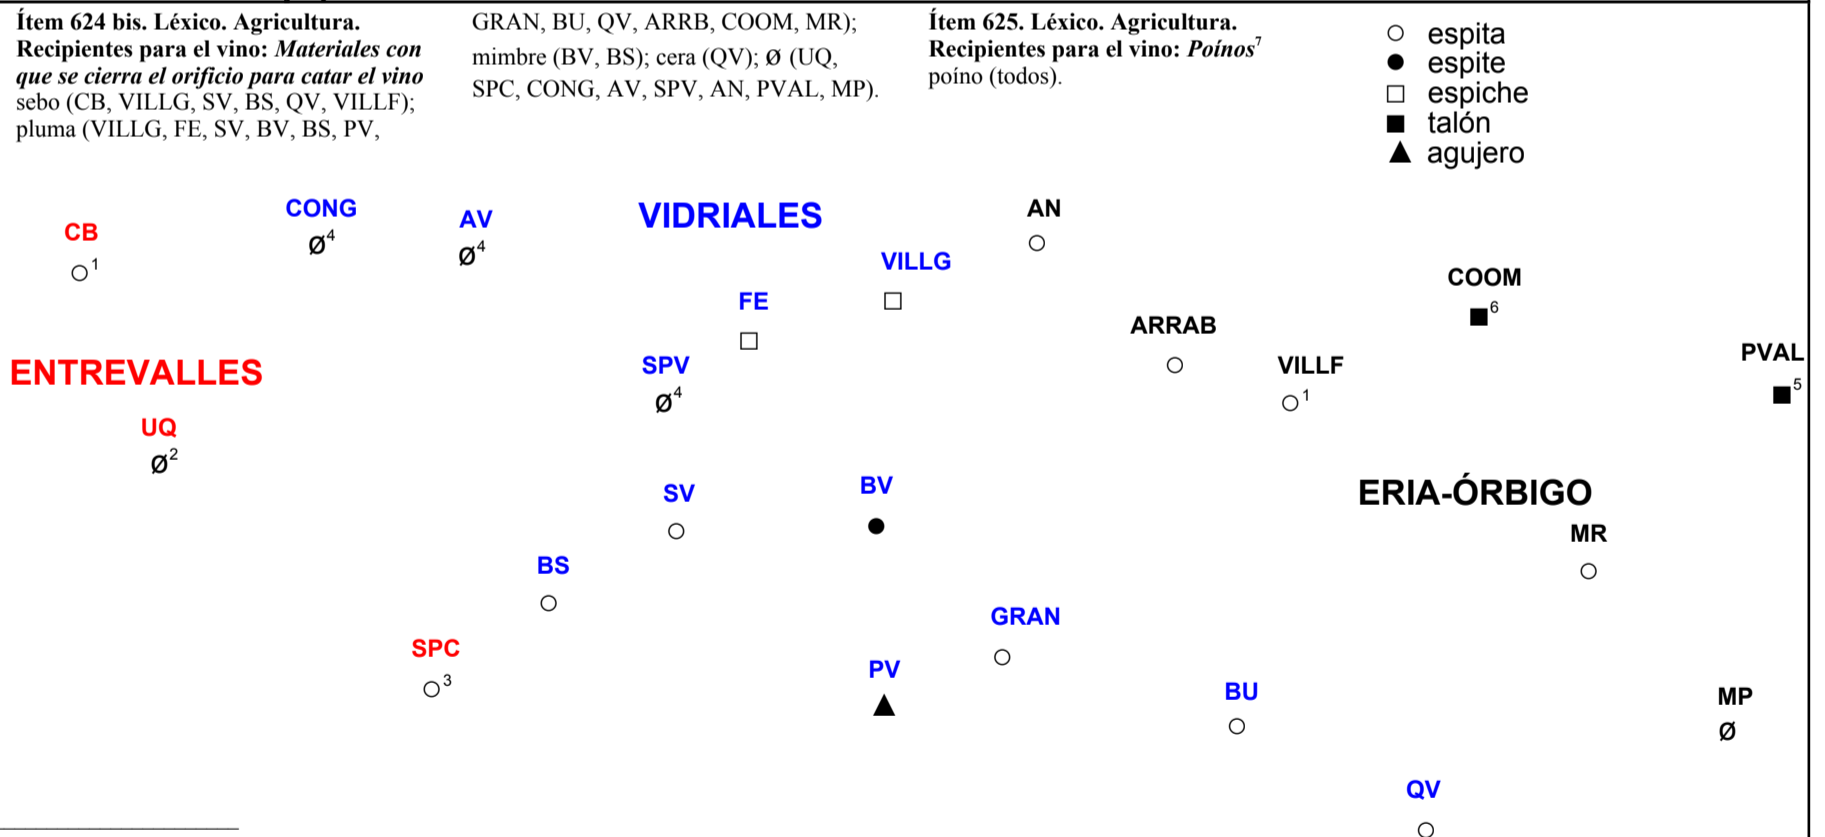 Ítem 624 bis. Léxico. Agricultura.
Recipientes para el vino: Materiales con
que se cierra el orificio para catar el vino
sebo (CB, VILLG, SV, BS, QV, VILLF);
pluma (VILLG, FE, SV, BV, BS, PV,
GRAN, BU, QV, ARRB, COOM, MR);
mimbre (BV, BS); cera (QV); Ø (UQ,
SPC, CONG, AV, SPV, AN, PVAL, MP).
Ítem 625. Léxico. Agricultura.
Recipientes para el vino: Poínos⁷
poíno (todos).
espita
espite
espiche
talón
agujero
CONG
Ø⁴
AV
Ø⁴
VIDRIALES
AN
CB
1
VILLG
COOM
6
FE
ARRAB
PVAL
5
ENTREVALLES
SPV
Ø⁴
VILLF
1
UQ
Ø²
SV
BV
ERIA-ÓRBIGO
MR
BS
GRAN
SPC
3
PV
BU
MP
Ø
QV